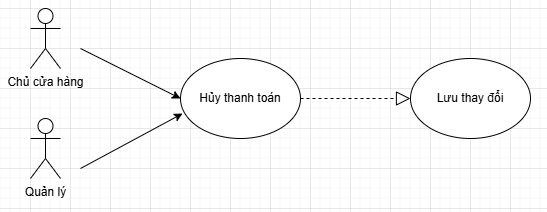 Chủ cửa hàng
Hủy thanh toán
Lưu thay đổi
Quản lý